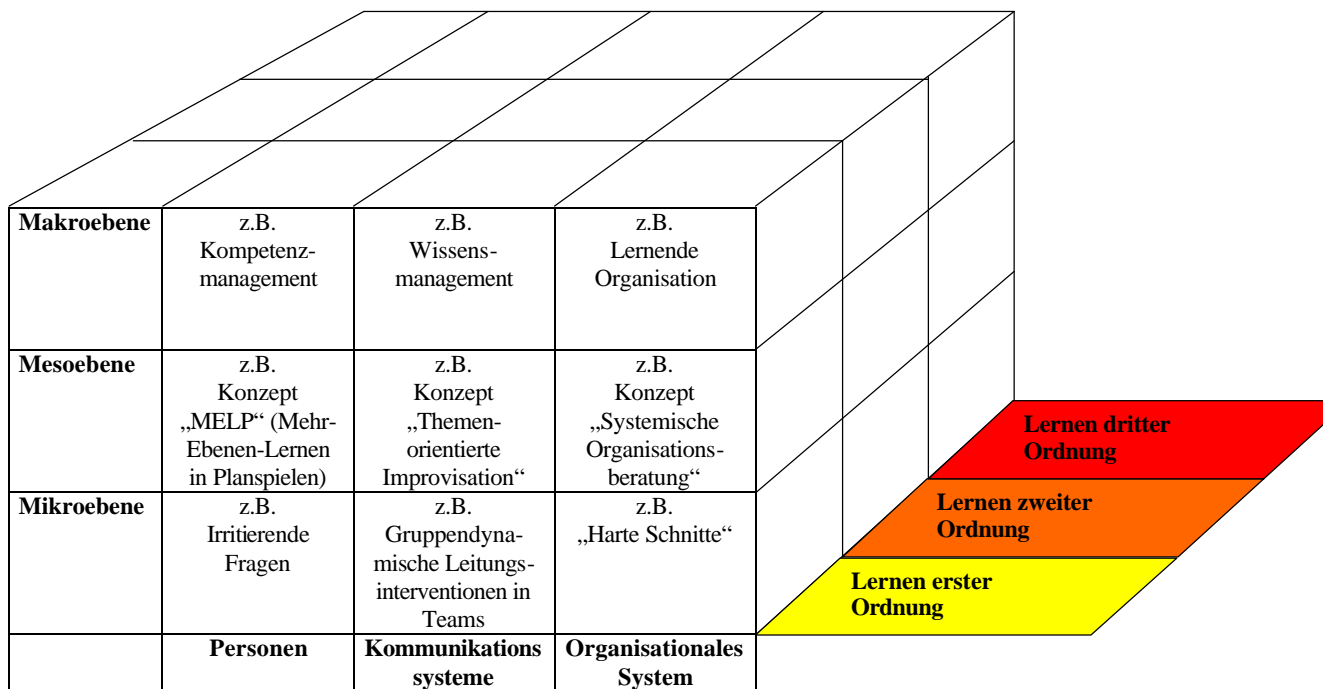 Makroebene
z.B.
Kompetenz-
management
z.B.
Wissens-
management
z.B.
Lernende
Organisation
Mesoebene
z.B.
Konzept
„MELP“ (Mehr-
Ebenen-Lernen
in Planspielen)
z.B.
Konzept
„Themen-
orientierte
Improvisation“
z.B.
Konzept
„Systemische
Organisations-
beratung“
Mikroebene
z.B.
Irritierende
Fragen
z.B.
Gruppendyna-
mische Leitungs-
interventionen in
Teams
z.B.
„Harte Schnitte“
Personen
Kommunikations
systeme
Organisationales
System
Lernen dritter
Ordnung
Lernen zweiter
Ordnung
Lernen erster
Ordnung